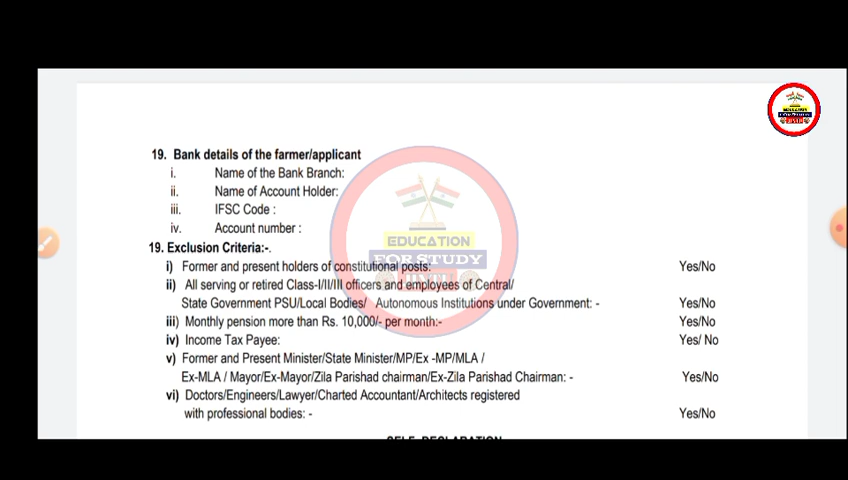 19. Bank details of the farmer/applicant
i. Name of the Bank Branch:
ii. Name of Account Holder:
iii. IFSC Code :
iv. Account number :
19. Exclusion Criteria:-.
i) Former and present holders of constitutional posts: Yes/No
ii) All serving or retired Class-I/II/III officers and employees of Central/
State Government PSU/Local Bodies/ Autonomous Institutions under Government: - Yes/No
iii) Monthly pension more than Rs. 10,000/- per month:- Yes/No
iv) Income Tax Payee: Yes/ No
v) Former and Present Minister/State Minister/MP/Ex -MP/MLA /
Ex-MLA / Mayor/Ex-Mayor/Zila Parishad chairman/Ex-Zila Parishad Chairman: - Yes/No
vi) Doctors/Engineers/Lawyer/Charted Accountant/Architects registered
with professional bodies: - Yes/No
SELF DECLARATION
EDUCATION
FOR STUDY
EDUCATION
FOR STUDY